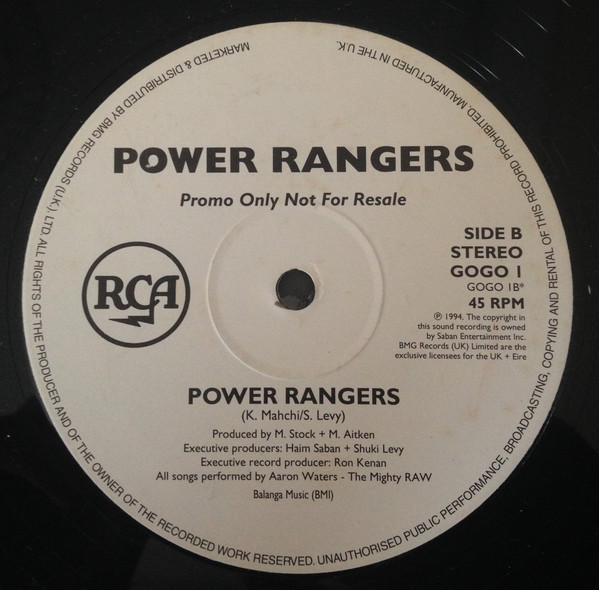 POWER RANGERS
Promo Only Not For Resale
RCA
SIDE B
STEREO
GOGO 1
GOGO 1B*
45 RPM
℗ 1994. The copyright in
this sound recording is owned
by Saban Entertainment Inc.
BMG Records (UK) Limited are the
exclusive licensees for the UK + Eire
POWER RANGERS
(K. Mahchi/S. Levy)
Produced by M. Stock + M. Aitken
Executive producers: Haim Saban + Shuki Levy
Executive record producer: Ron Kenan
All songs performed by Aaron Waters - The Mighty RAW
Balanga Music (BMI)
MARKETED & DISTRIBUTED BY BMG RECORDS (UK) LTD. ALL RIGHTS OF THE PRODUCER AND OF THE OWNER OF THE RECORDED WORK RESERVED. UNAUTHORISED PUBLIC PERFORMANCE, BROADCASTING, COPYING AND RENTAL OF THIS RECORD PROHIBITED. MANUFACTURED IN THE U.K.